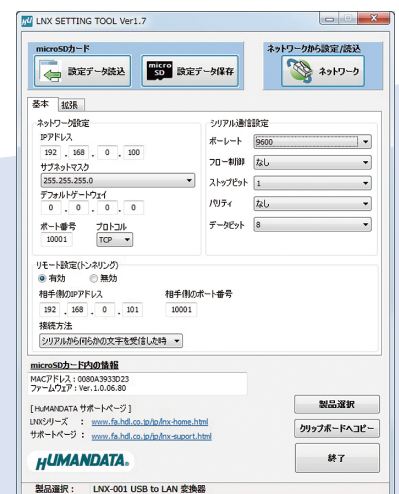 LNX SETTING TOOL Ver1.7
microSDカード
ネットワークから設定/読込
設定データ読込
micro SD
設定データ保存
ネットワーク
基本 拡張
ネットワーク設定
シリアル通信設定
IPアドレス
192 . 168 . 0 . 100
サブネットマスク
255.255.255.0
デフォルトゲートウェイ
0 . 0 . 0 . 0
ポート番号 プロトコル
10001 TCP
ボーレート 9600
フロー制御 なし
ストップビット 1
パリティ なし
データビット 8
リモート設定(トンネリング)
有効 無効
相手側のIPアドレス 相手側のポート番号
192 . 168 . 0 . 101 10001
接続方法
シリアルから何らかの文字を受信した時
microSDカード内の情報
MACアドレス : 0080A3933D23
ファームウェア : Ver.1.0.06.80
[ HuMANDATA サポートページ ]
LNXシリーズ : www.fa.hdl.co.jp/jp/lnx-home.html
サポートページ : www.fa.hdl.co.jp/jp/lnx-suport.html
HUMANDATA.
製品選択
クリップボードへコピー
終了
製品選択 : LNX-001 USB to LAN 変換器